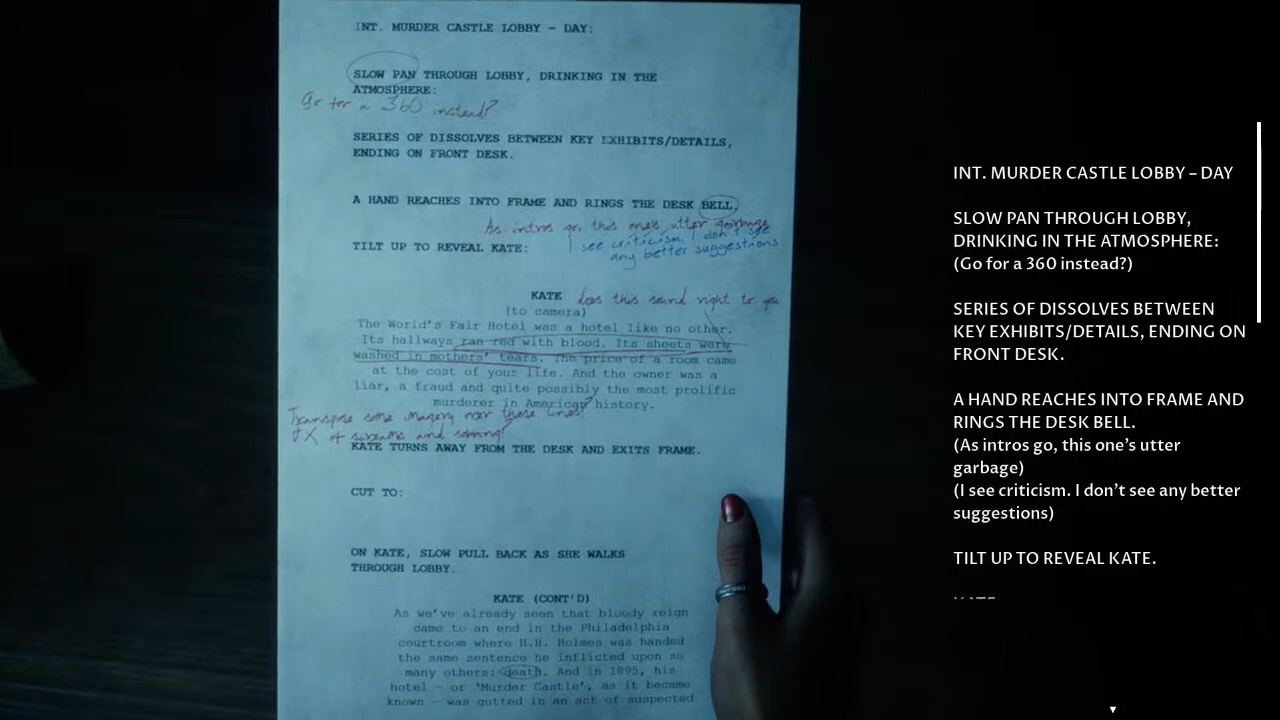 INT. MURDER CASTLE LOBBY – DAY:
SLOW PAN THROUGH LOBBY, DRINKING IN THE
ATMOSPHERE:
Go for a 360 instead?
SERIES OF DISSOLVES BETWEEN KEY EXHIBITS/DETAILS,
ENDING ON FRONT DESK.
A HAND REACHES INTO FRAME AND RINGS THE DESK BELL.
As intros go, this one's utter garbage
I see criticism. I don't see
any better suggestions
TILT UP TO REVEAL KATE:
KATE
does this sound right to you
(to camera)
The World's Fair Hotel was a hotel like no other.
Its hallways ran red with blood. Its sheets were
washed in mothers' tears. The price of a room came
at the cost of your life. And the owner was a
liar, a fraud and quite possibly the most prolific
murderer in American history.
Transpose some imagery over these lines?
FX of screams and sobbing?
KATE TURNS AWAY FROM THE DESK AND EXITS FRAME.
CUT TO:
ON KATE, SLOW PULL BACK AS SHE WALKS
THROUGH LOBBY.
KATE (CONT'D)
As we've already seen that bloody reign
came to an end in the Philadelphia
courtroom where H.H. Holmes was handed
the same sentence he inflicted upon so
many others: death. And in 1895, his
hotel – or 'Murder Castle', as it became
known – was gutted in an act of suspected
INT. MURDER CASTLE LOBBY – DAY
SLOW PAN THROUGH LOBBY,
DRINKING IN THE ATMOSPHERE:
(Go for a 360 instead?)
SERIES OF DISSOLVES BETWEEN
KEY EXHIBITS/DETAILS, ENDING ON
FRONT DESK.
A HAND REACHES INTO FRAME AND
RINGS THE DESK BELL.
(As intros go, this one's utter
garbage)
(I see criticism. I don't see any better
suggestions)
TILT UP TO REVEAL KATE.
KATE